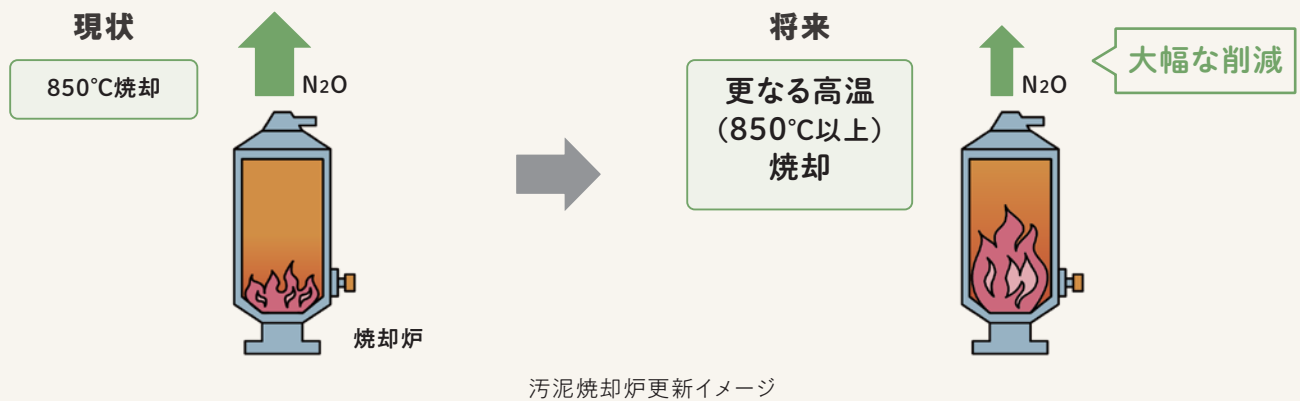 現状
850℃焼却
N2O
焼却炉
将来
更なる高温
(850℃以上)
焼却
N2O
大幅な削減
汚泥焼却炉更新イメージ